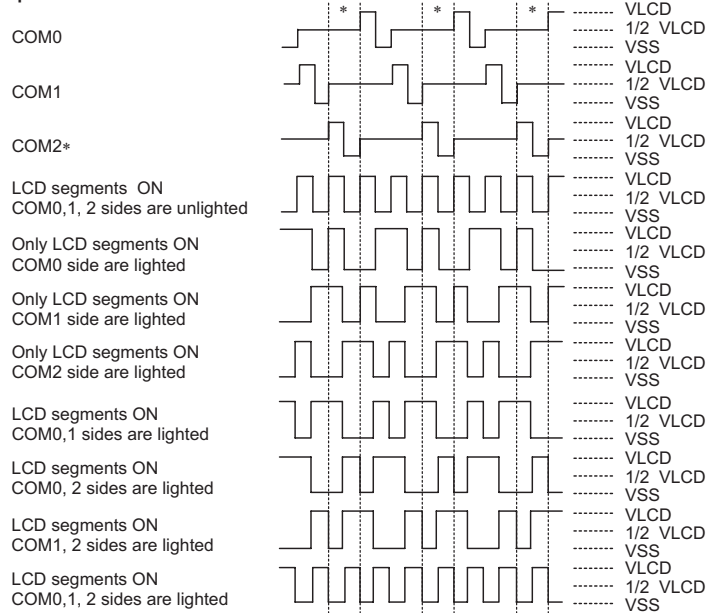 * * *
VLCD
COM0
1/2 VLCD
VSS
VLCD
COM1
1/2 VLCD
VSS
VLCD
COM2*
1/2 VLCD
VSS
LCD segments ON
VLCD
COM0,1, 2 sides are unlighted
1/2 VLCD
VSS
Only LCD segments ON
VLCD
COM0 side are lighted
1/2 VLCD
VSS
Only LCD segments ON
VLCD
COM1 side are lighted
1/2 VLCD
VSS
Only LCD segments ON
VLCD
COM2 side are lighted
1/2 VLCD
VSS
LCD segments ON
VLCD
COM0,1 sides are lighted
1/2 VLCD
VSS
LCD segments ON
VLCD
COM0, 2 sides are lighted
1/2 VLCD
VSS
LCD segments ON
VLCD
COM1, 2 sides are lighted
1/2 VLCD
VSS
LCD segments ON
VLCD
COM0,1, 2 sides are lighted
1/2 VLCD
VSS